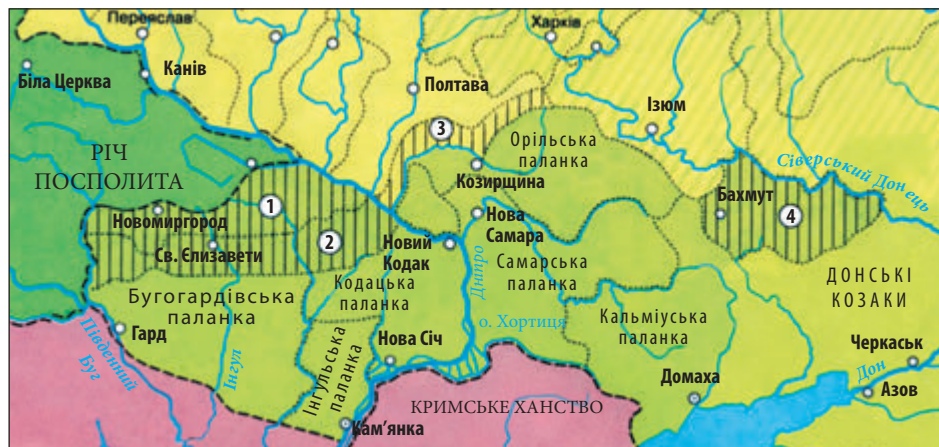 Переяслав
Харків
Біла Церква
Канів
Полтава
Ізюм
РІЧ
ПОСПОЛИТА
3
Орільська
паланка
Козирщина
Сіверський Донець
Бахмут
4
Новомиргород
1
Св. Єлизавети
2
Новий
Кодак
Нова
Самара
Дніпро
Самарська
паланка
Бугогардівська
паланка
Кодацька
паланка
ДОНСЬКІ
КОЗАКИ
о. Хортиця
Кальміуська
паланка
Гард
Південний
Буг
Інгул
Інгульська
паланка
Нова Січ
Черкаськ
Дон
Азов
Домаха
КРИМСЬКЕ ХАНСТВО
Кам'янка